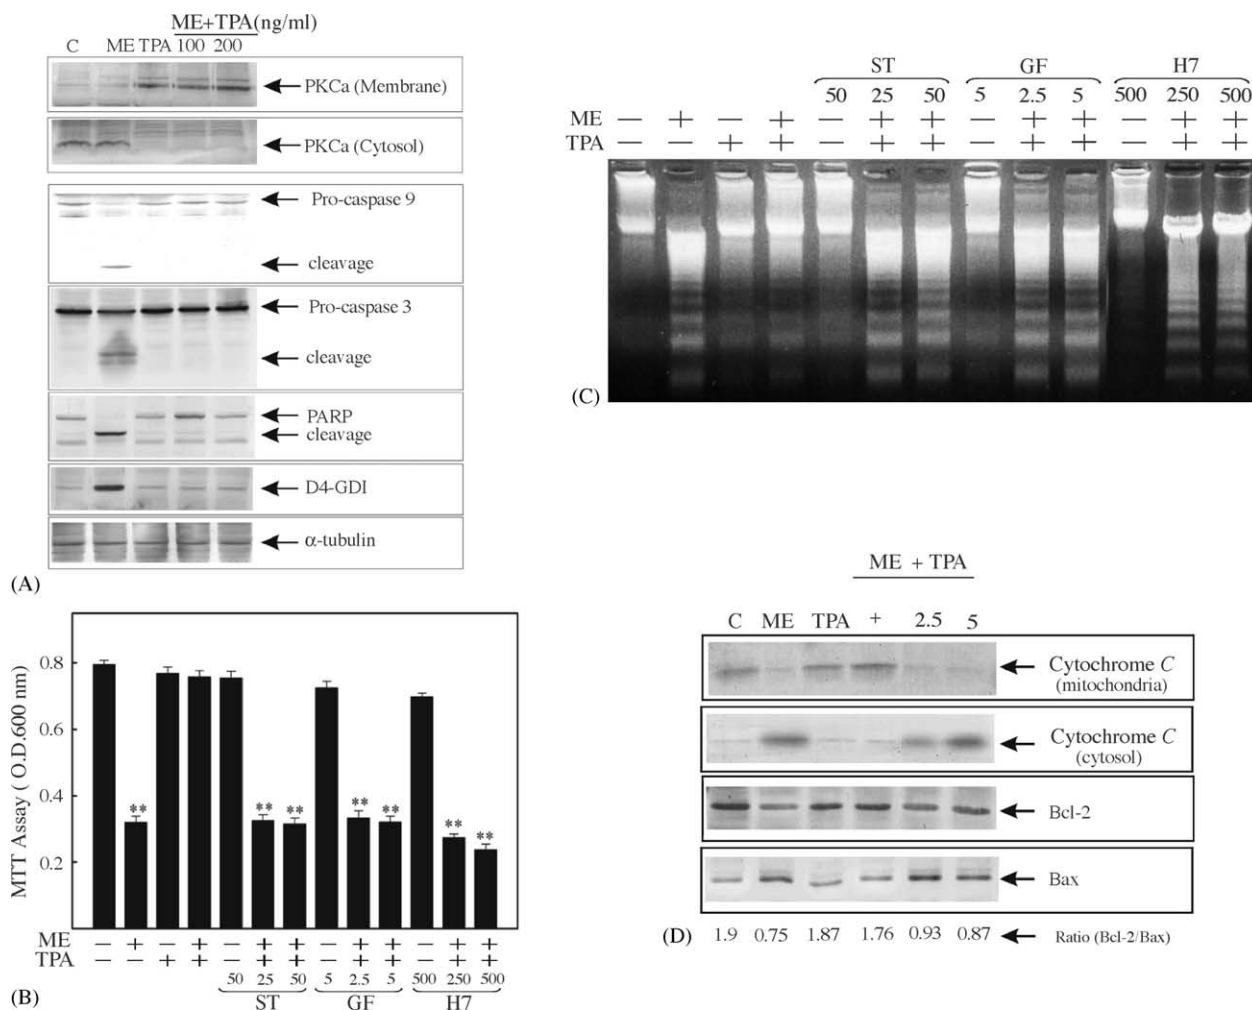 ME+TPA(ng/ml)
C ME TPA 100 200
PKCa (Membrane)
PKCa (Cytosol)
Pro-caspase 9
cleavage
Pro-caspase 3
cleavage
PARP
cleavage
D4-GDI
α-tubulin
(A)
MTT Assay ( O.D.600 nm)
0.8
0.6
0.4
0.2
** ** ** ** ** ** **
ME − + − + − + + − + + − + +
TPA − − + + − + + − + + − + +
50 25 50 5 2.5 5 500 250 500
ST GF H7
(B)
ST GF H7
50 25 50 5 2.5 5 500 250 500
ME − + − + − + + − + + − + +
TPA − − + + − + + − + + − + +
(C)
ME + TPA
C ME TPA + 2.5 5
Cytochrome C
(mitochondria)
Cytochrome C
(cytosol)
Bcl-2
Bax
(D) 1.9 0.75 1.87 1.76 0.93 0.87 Ratio (Bcl-2/Bax)